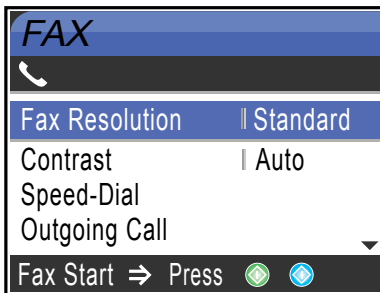 FAX
Fax Resolution Standard
Contrast Auto
Speed-Dial
Outgoing Call
Fax Start ⇒ Press